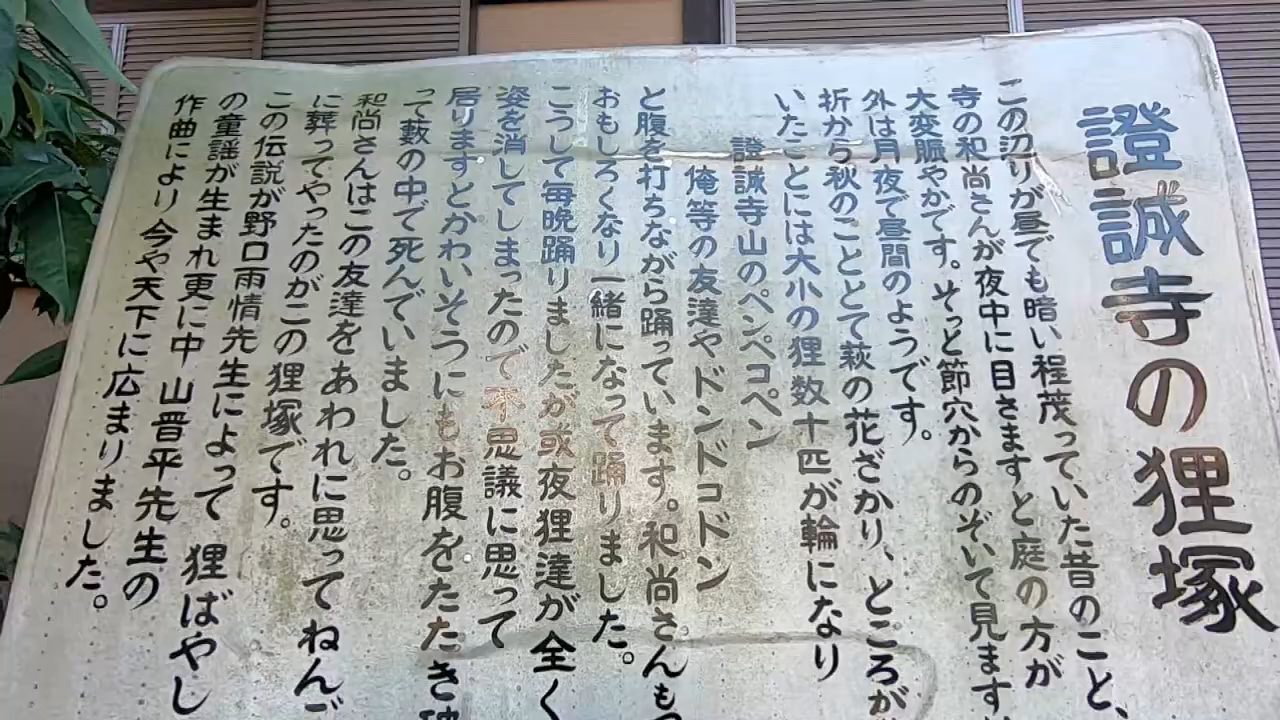 證誠寺の狸塚
この辺りが昼でも暗い程茂っていた昔のこと、
寺の和尚さんが夜中に目さますと庭の方が
大変賑やかです。そっと節穴からのぞいて見ます
外は月夜で昼間のようです。
折から秋のこととて萩の花ざかり、ところが
いたことには大小の狸数十匹が輪になり
證誠寺山のペンペコペン
俺等の友達やドンドコドン
と腹を打ちながら踊っています。和尚さんも
おもしろくなり一緒になって踊りました。
こうして毎晩踊りましたが或夜狸達が全く
姿を消してしまったので不思議に思って
居りますとかわいそうにもお腹をたたき
って藪の中で死んでいました。
和尚さんはこの友達をあわれに思ってねんご
に葬ってやったのがこの狸塚です。
この伝説が野口雨情先生によって狸ばやし
の童謡が生まれ更に中山晋平先生の
作曲により今や天下に広まりました。